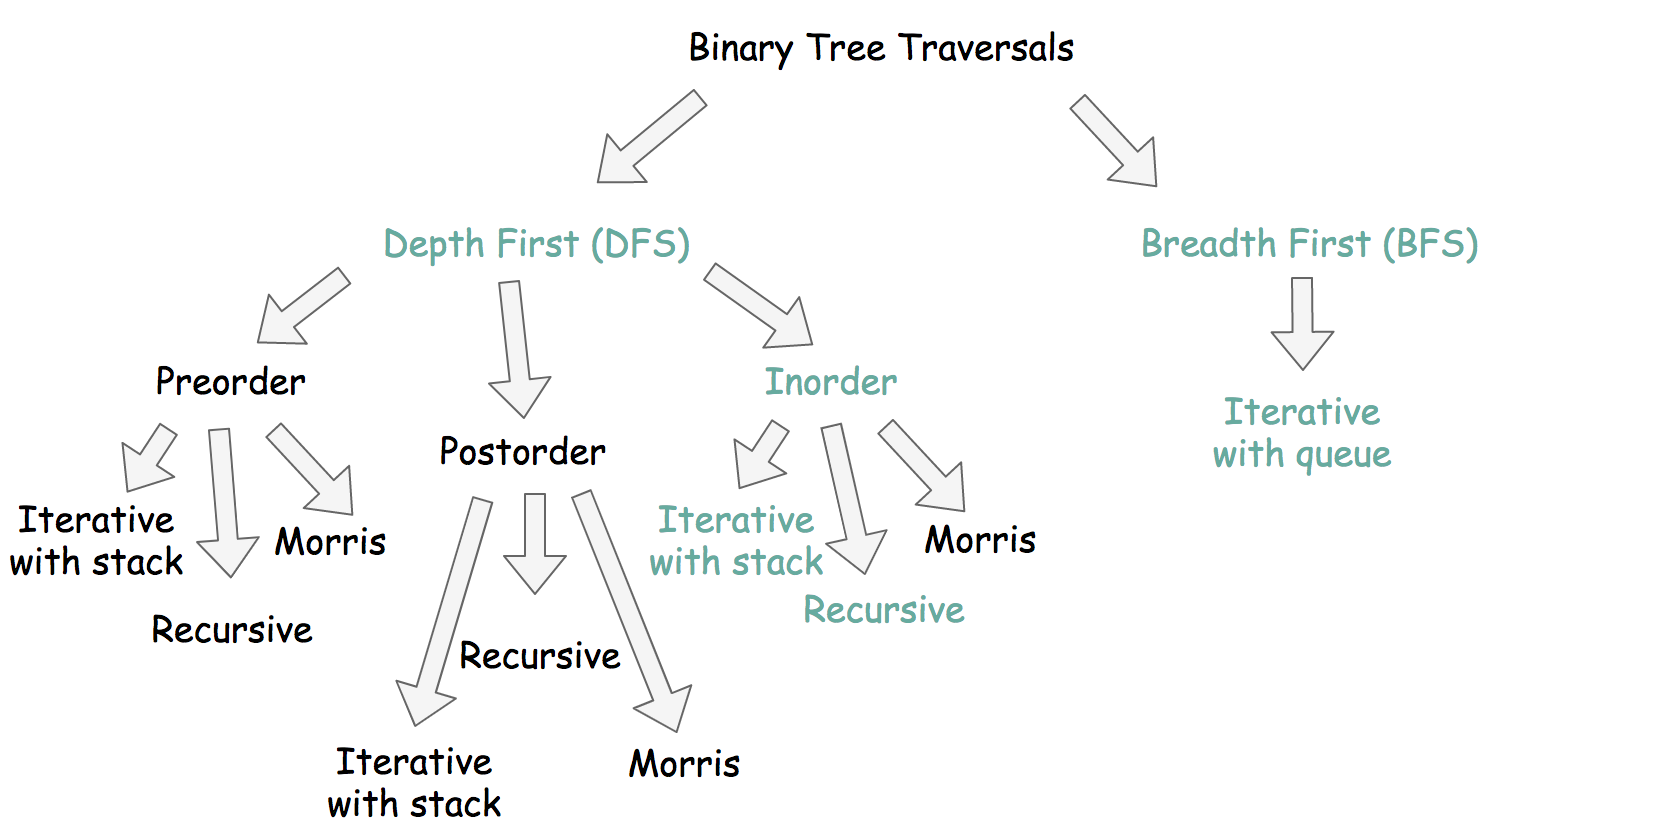 Binary Tree Traversals
Depth First (DFS)
Breadth First (BFS)
Preorder
Postorder
Inorder
Iterative
with queue
Iterative
with stack
Recursive
Morris
Iterative
with stack
Recursive
Morris
Iterative
with stack
Recursive
Morris